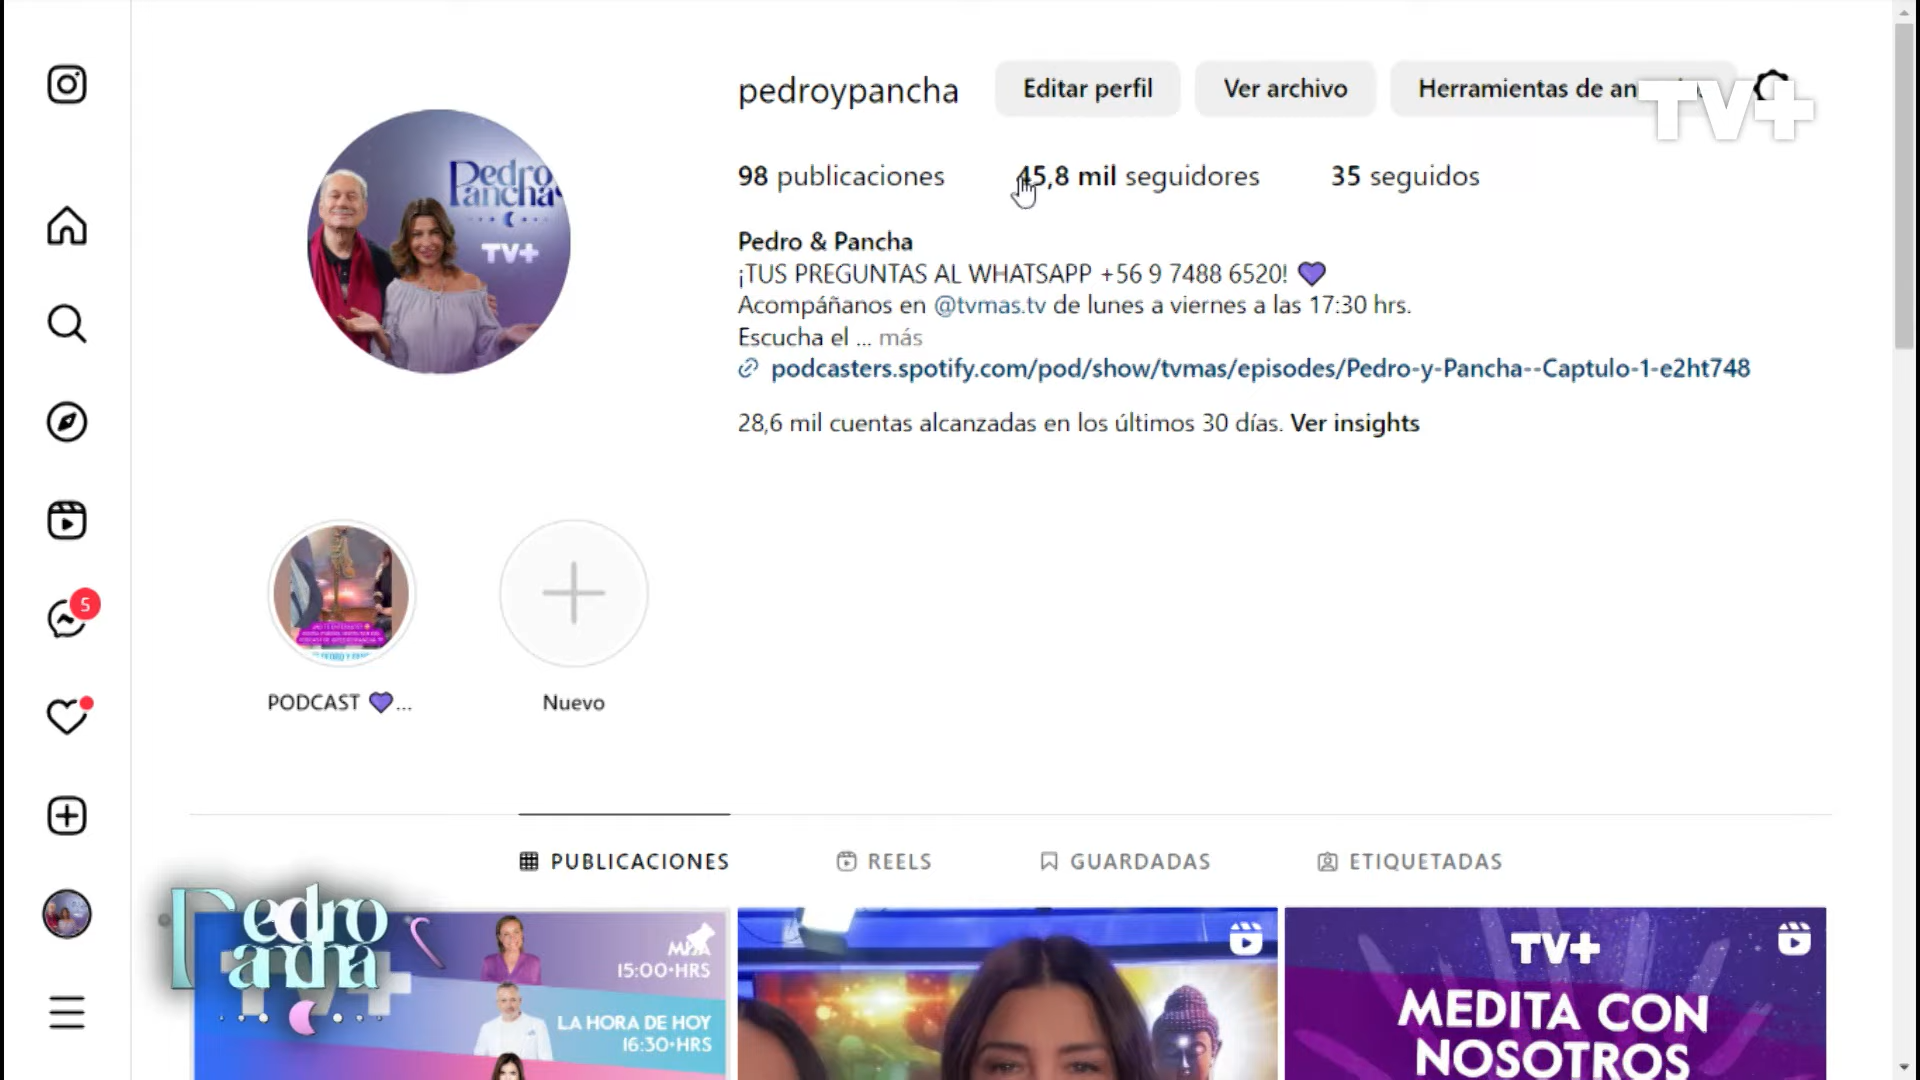 pedroypancha
Editar perfil
Ver archivo
Herramientas de an
TV+
98 publicaciones
45,8 mil seguidores
35 seguidos
Pedro
Pancha
TV+
Pedro & Pancha
¡TUS PREGUNTAS AL WHATSAPP +56 9 7488 6520! 💜
Acompáñanos en @tvmas.tv de lunes a viernes a las 17:30 hrs.
Escucha el ... más
podcasters.spotify.com/pod/show/tvmas/episodes/Pedro-y-Pancha--Captulo-1-e2ht748
28,6 mil cuentas alcanzadas en los últimos 30 días. Ver insights
5
PODCAST 💜...
Nuevo
PUBLICACIONES
REELS
GUARDADAS
ETIQUETADAS
Pedro
Pancha
15:00•HRS
LA HORA DE HOY
16:30•HRS
TV+
MEDITA CON
NOSOTROS